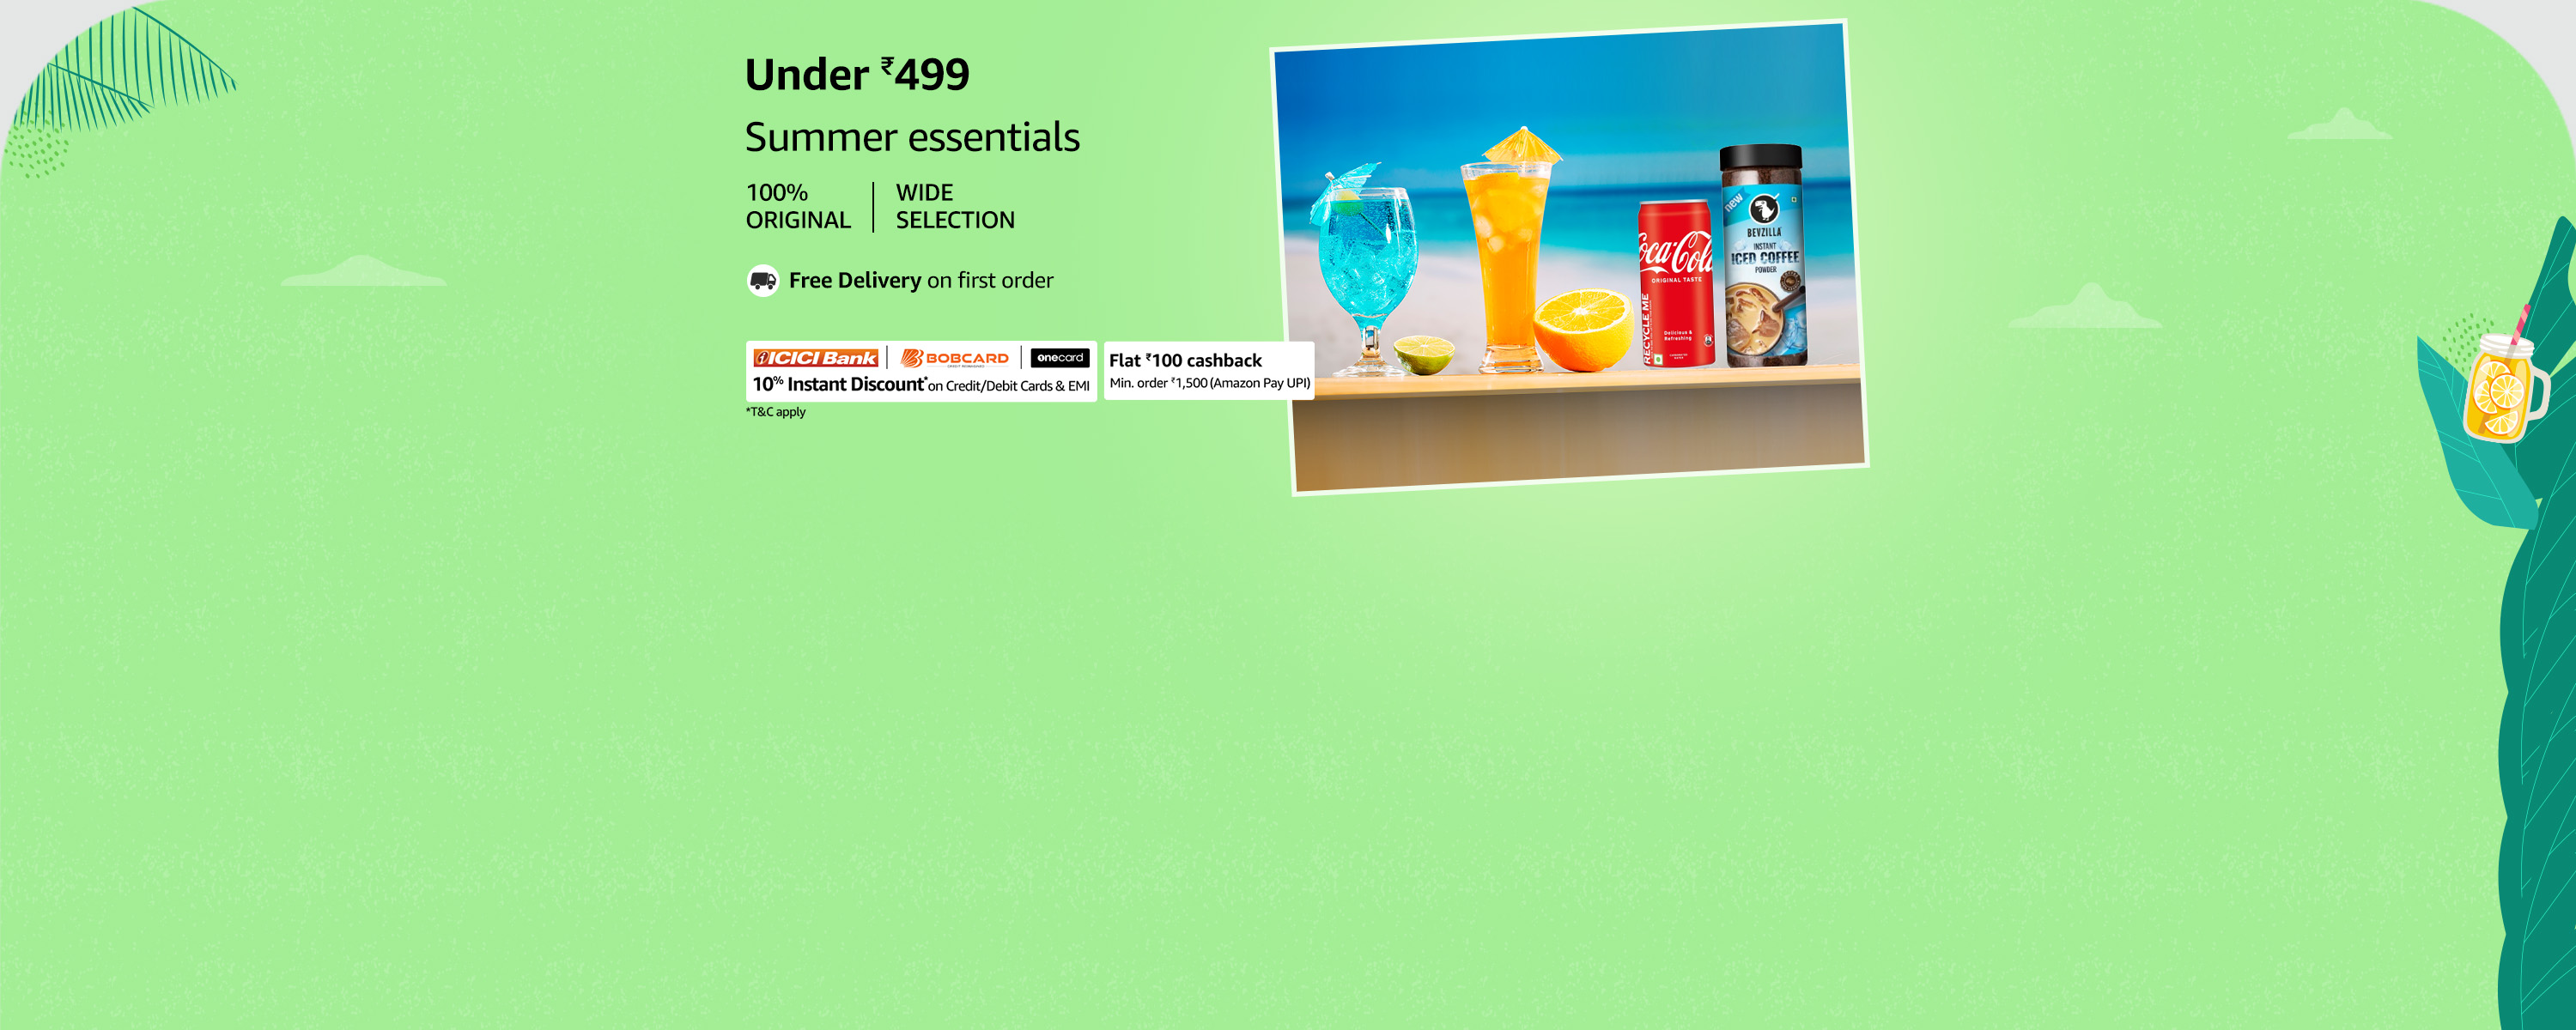 Under ₹499
Summer essentials
100% ORIGINAL
WIDE SELECTION
Free Delivery on first order
ICICI Bank
BOBCARD
CREDIT REIMAGINED
onecard
10% Instant Discount* on Credit/Debit Cards & EMI
Flat ₹100 cashback
Min. order ₹1,500 (Amazon Pay UPI)
*T&C apply
Coca-Cola
ORIGINAL TASTE
RECYCLE ME
Delicious &
Refreshing
new
BEVZILLA
INSTANT
ICED COFFEE
POWDER